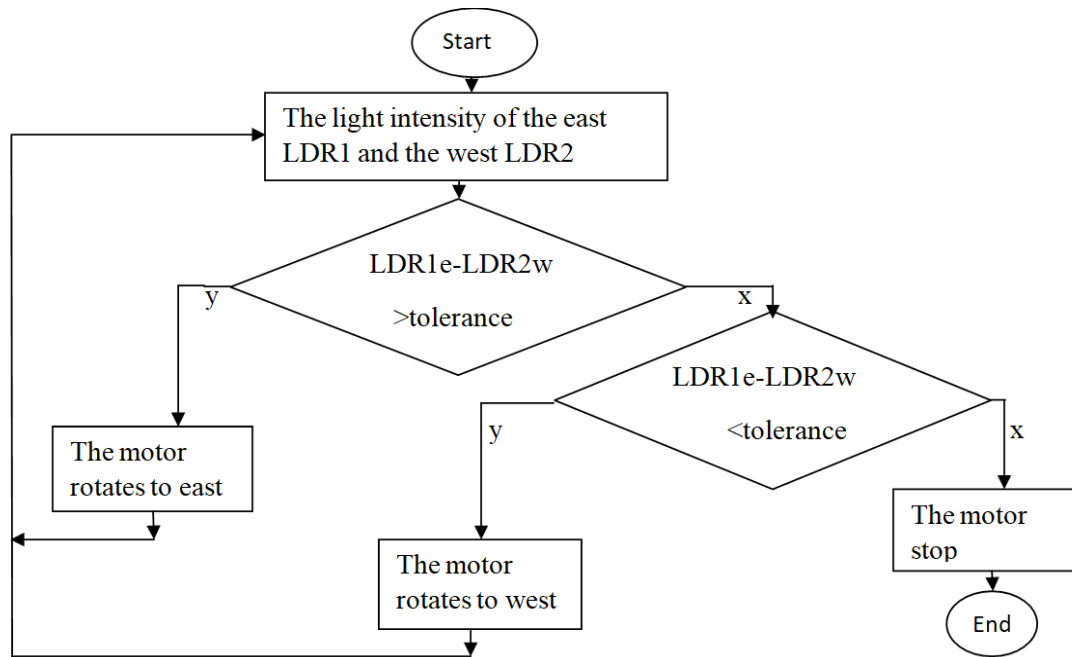 Start
The light intensity of the east
LDR1 and the west LDR2
LDR1e-LDR2w
>tolerance
y
x
LDR1e-LDR2w
<tolerance
y
x
The motor
rotates to east
The motor
rotates to west
The motor
stop
End